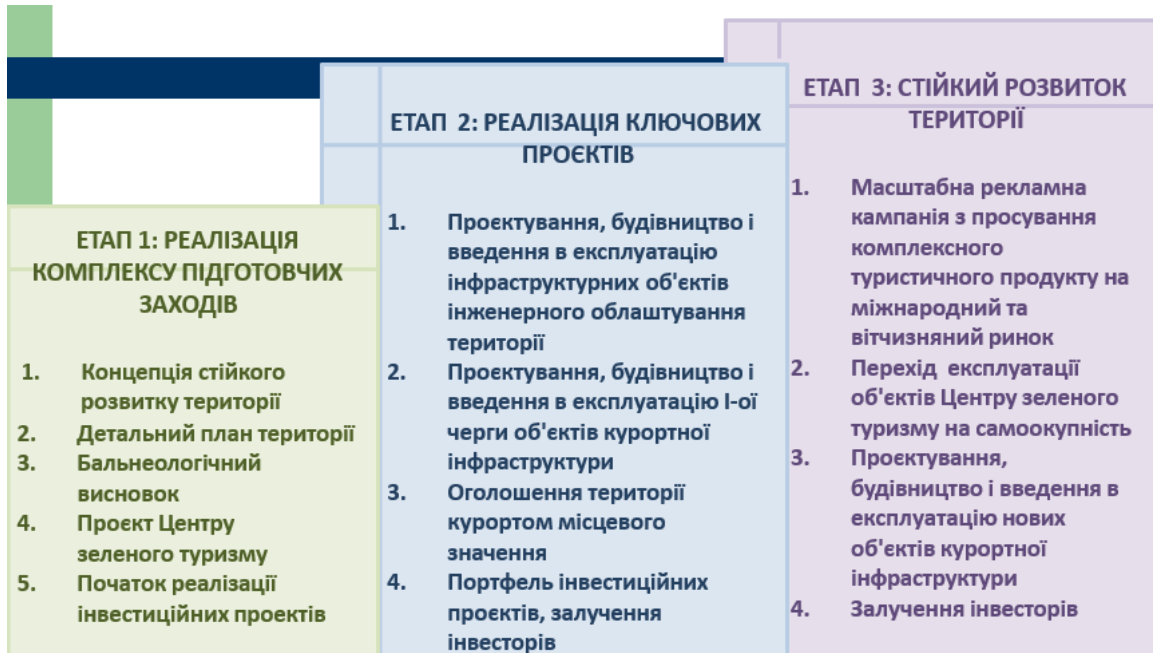 ЕТАП 1: РЕАЛІЗАЦІЯ
КОМПЛЕКСУ ПІДГОТОВЧИХ
ЗАХОДІВ
1. Концепція стійкого
розвитку території
2. Детальний план території
3. Бальнеологічний
висновок
4. Проєкт Центру
зеленого туризму
5. Початок реалізації
інвестиційних проектів
ЕТАП 2: РЕАЛІЗАЦІЯ КЛЮЧОВИХ
ПРОЄКТІВ
1. Проєктування, будівництво і
введення в експлуатацію
інфраструктурних об'єктів
інженерного облаштування
території
2. Проєктування, будівництво і
введення в експлуатацію І-ої
черги об'єктів курортної
інфраструктури
3. Оголошення території
курортом місцевого
значення
4. Портфель інвестиційних
проєктів, залучення
інвесторів
ЕТАП 3: СТІЙКИЙ РОЗВИТОК
ТЕРИТОРІЇ
1. Масштабна рекламна
кампанія з просування
комплексного
туристичного продукту на
міжнародний та
вітчизняний ринок
2. Перехід експлуатації
об'єктів Центру зеленого
туризму на самоокупність
3. Проєктування,
будівництво і введення в
експлуатацію нових
об'єктів курортної
інфраструктури
4. Залучення інвесторів